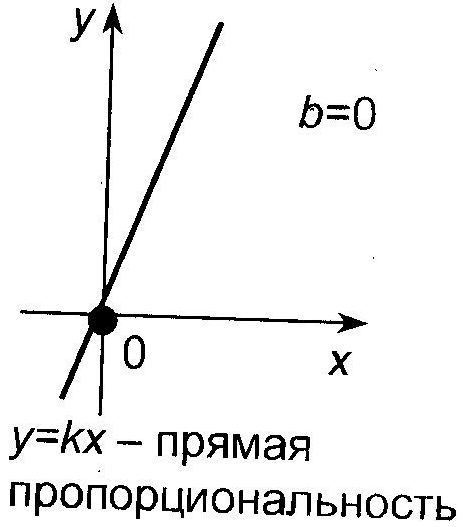 y
b=0
0
x
y=kx – прямая
пропорциональность